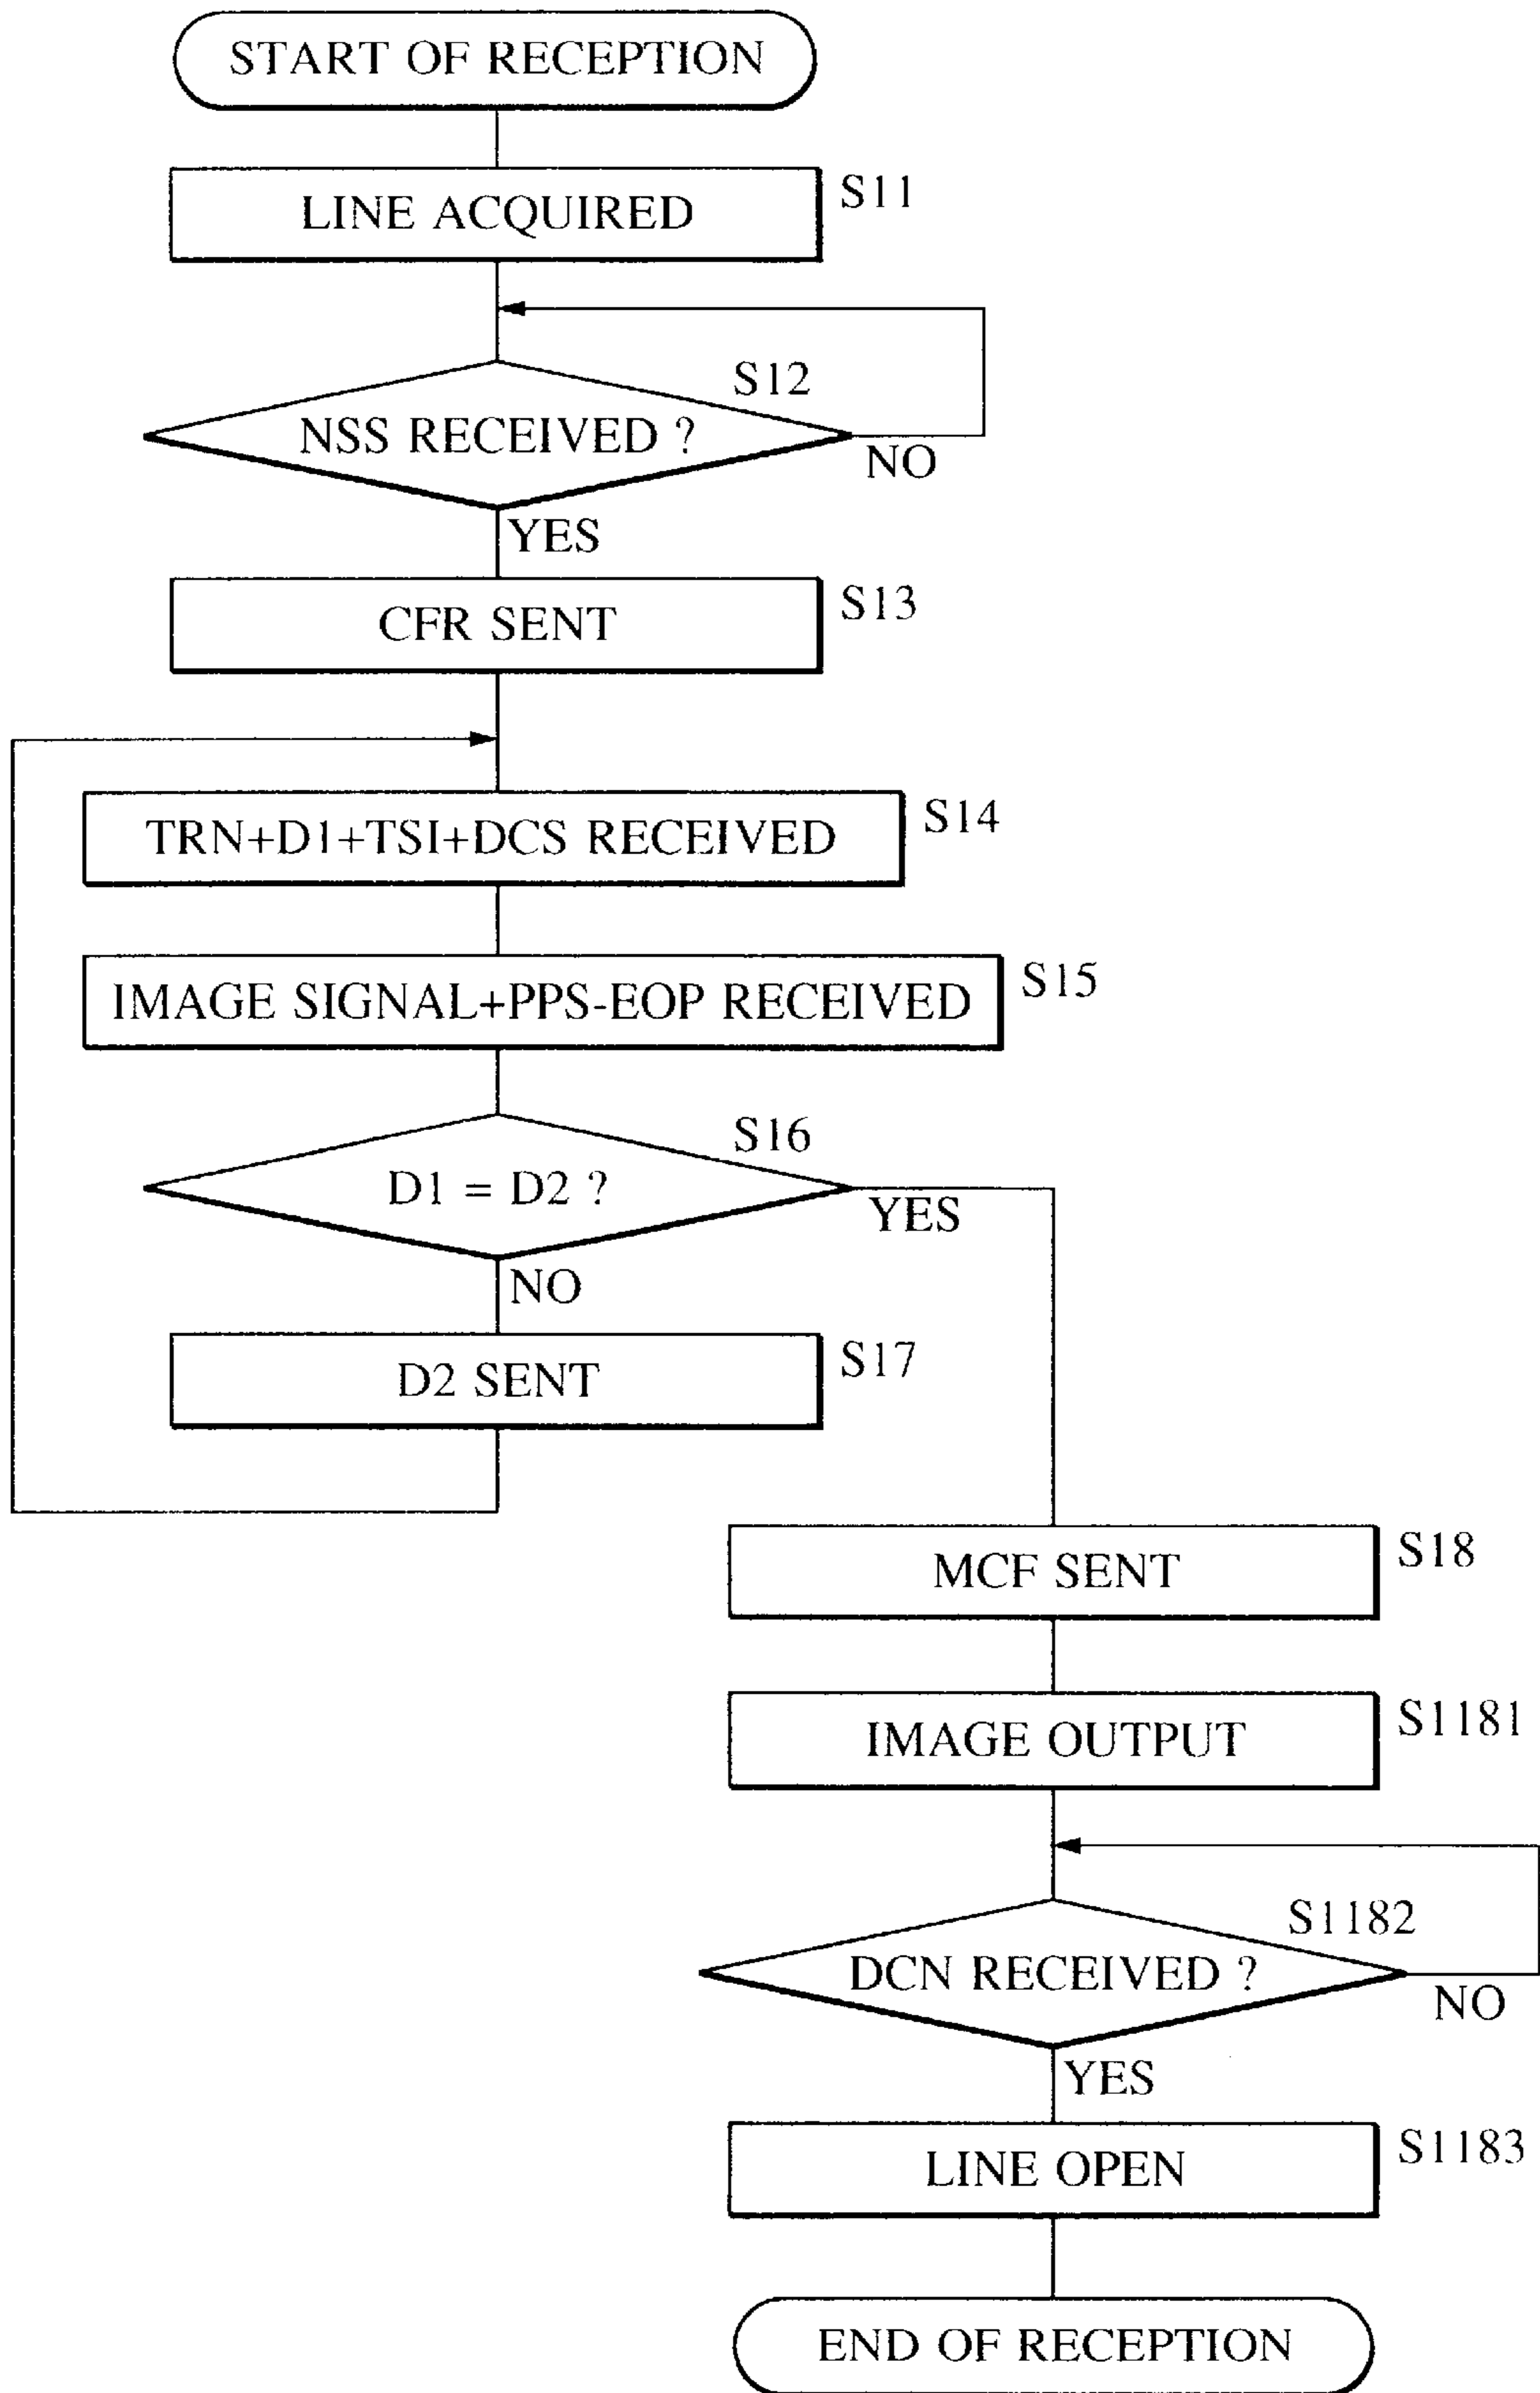 START OF RECEPTION
LINE ACQUIRED
S11
S12
NSS RECEIVED ?
NO
YES
CFR SENT
S13
TRN+D1+TSI+DCS RECEIVED
S14
IMAGE SIGNAL+PPS-EOP RECEIVED
S15
S16
D1 = D2 ?
YES
NO
D2 SENT
S17
MCF SENT
S18
IMAGE OUTPUT
S1181
S1182
DCN RECEIVED ?
NO
YES
LINE OPEN
S1183
END OF RECEPTION